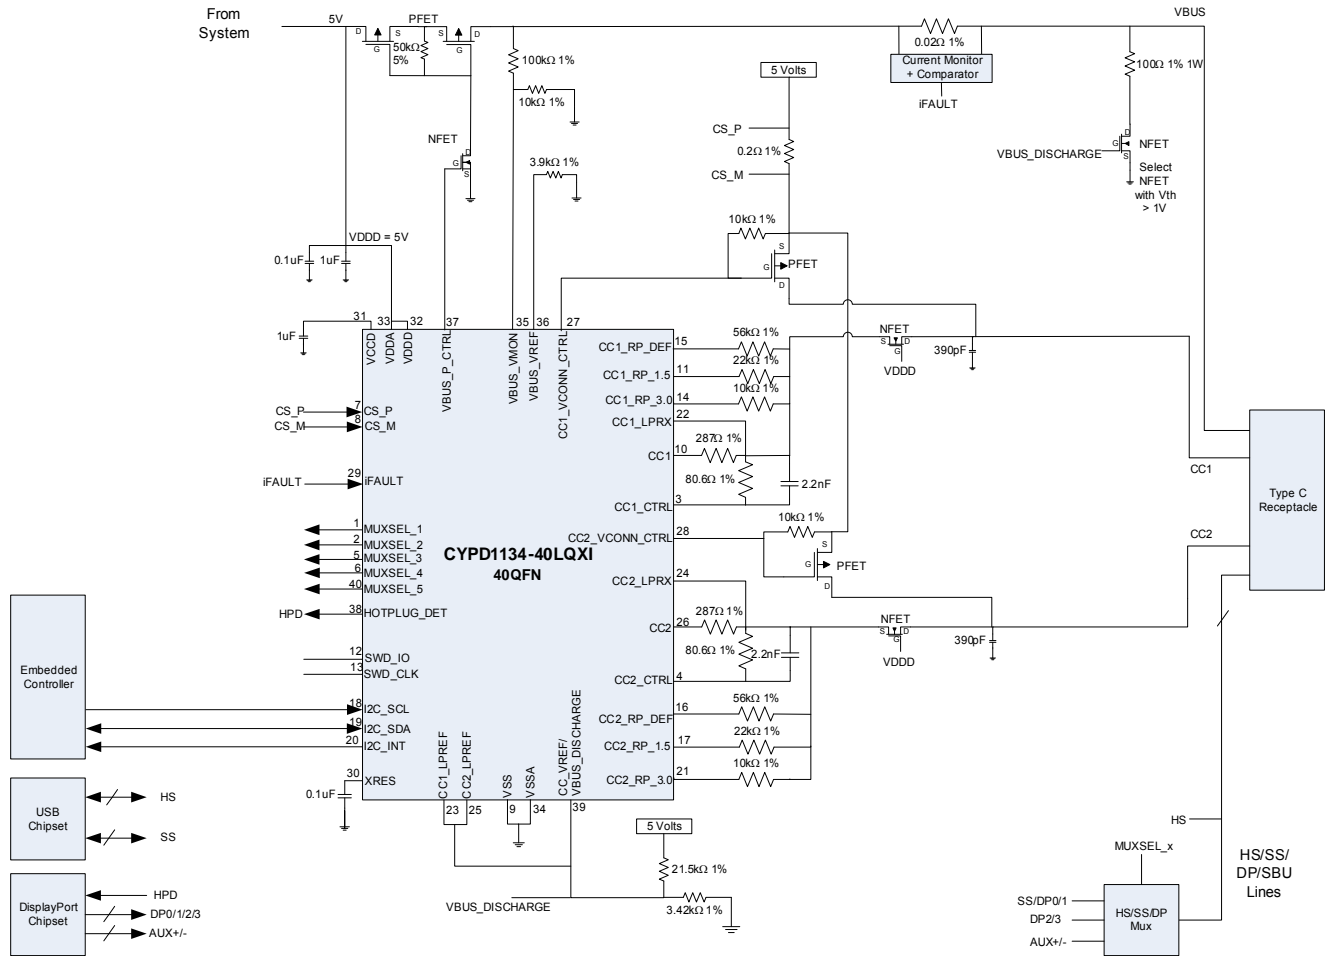 From
System
5V
PFET
D
S
G
S
D
G
50kΩ
5%
100kΩ 1%
10kΩ 1%
NFET
D
G
S
3.9kΩ 1%
5 Volts
CS_P
0.2Ω 1%
CS_M
0.02Ω 1%
Current Monitor
+ Comparator
iFAULT
VBUS
100Ω 1% 1W
VBUS_DISCHARGE
D
G
S
NFET
Select
NFET
with Vth
> 1V
VDDD = 5V
0.1uF
1uF
10kΩ 1%
S
G
D
PFET
1uF
31
33
32
37
35
36
27
VCCD
VDDA
VDDD
VBUS_P_CTRL
VBUS_VMON
VBUS_VREF
CC1_VCONN_CTRL
CC1_RP_DEF
15
56kΩ 1%
CC1_RP_1.5
11
22kΩ 1%
CC1_RP_3.0
14
10kΩ 1%
CC1_LPRX
22
CC1
10
287Ω 1%
80.6Ω 1%
2.2nF
CC1_CTRL
3
NFET
S
D
G
VDDD
390pF
CS_P
7
CS_P
CS_M
8
CS_M
iFAULT
29
iFAULT
1
MUXSEL_1
2
MUXSEL_2
5
MUXSEL_3
6
MUXSEL_4
40
MUXSEL_5
HPD
38
HOTPLUG_DET
12
SWD_IO
13
SWD_CLK
18
I2C_SCL
19
I2C_SDA
20
I2C_INT
30
XRES
0.1uF
CYPD1134-40LQXI
40QFN
CC2_VCONN_CTRL
28
10kΩ 1%
S
G
D
PFET
CC2_LPRX
24
CC2
26
287Ω 1%
80.6Ω 1%
2.2nF
CC2_CTRL
4
NFET
S
D
G
VDDD
390pF
CC2_RP_DEF
16
56kΩ 1%
CC2_RP_1.5
17
22kΩ 1%
CC2_RP_3.0
21
10kΩ 1%
CC1_LPREF
CC2_LPREF
VSS
VSSA
CC_VREF/
VBUS_DISCHARGE
23
25
9
34
39
VBUS_DISCHARGE
5 Volts
21.5kΩ 1%
3.42kΩ 1%
CC1
CC2
Type C
Receptacle
Embedded
Controller
USB
Chipset
HS
SS
DisplayPort
Chipset
HPD
DP0/1/2/3
AUX+/-
HS
MUXSEL_x
HS/SS/
DP/SBU
Lines
SS/DP0/1
DP2/3
AUX+/-
HS/SS/DP
Mux